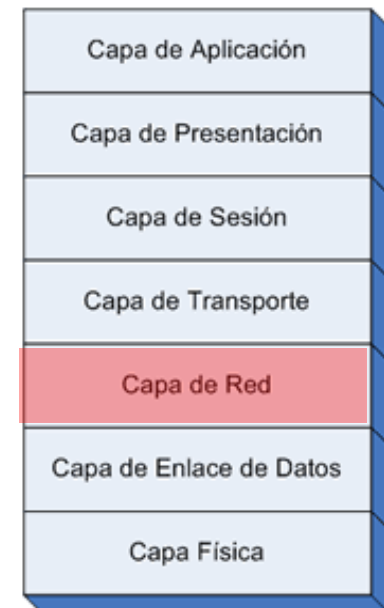 Capa de Aplicación
Capa de Presentación
Capa de Sesión
Capa de Transporte
Capa de Red
Capa de Enlace de Datos
Capa Física